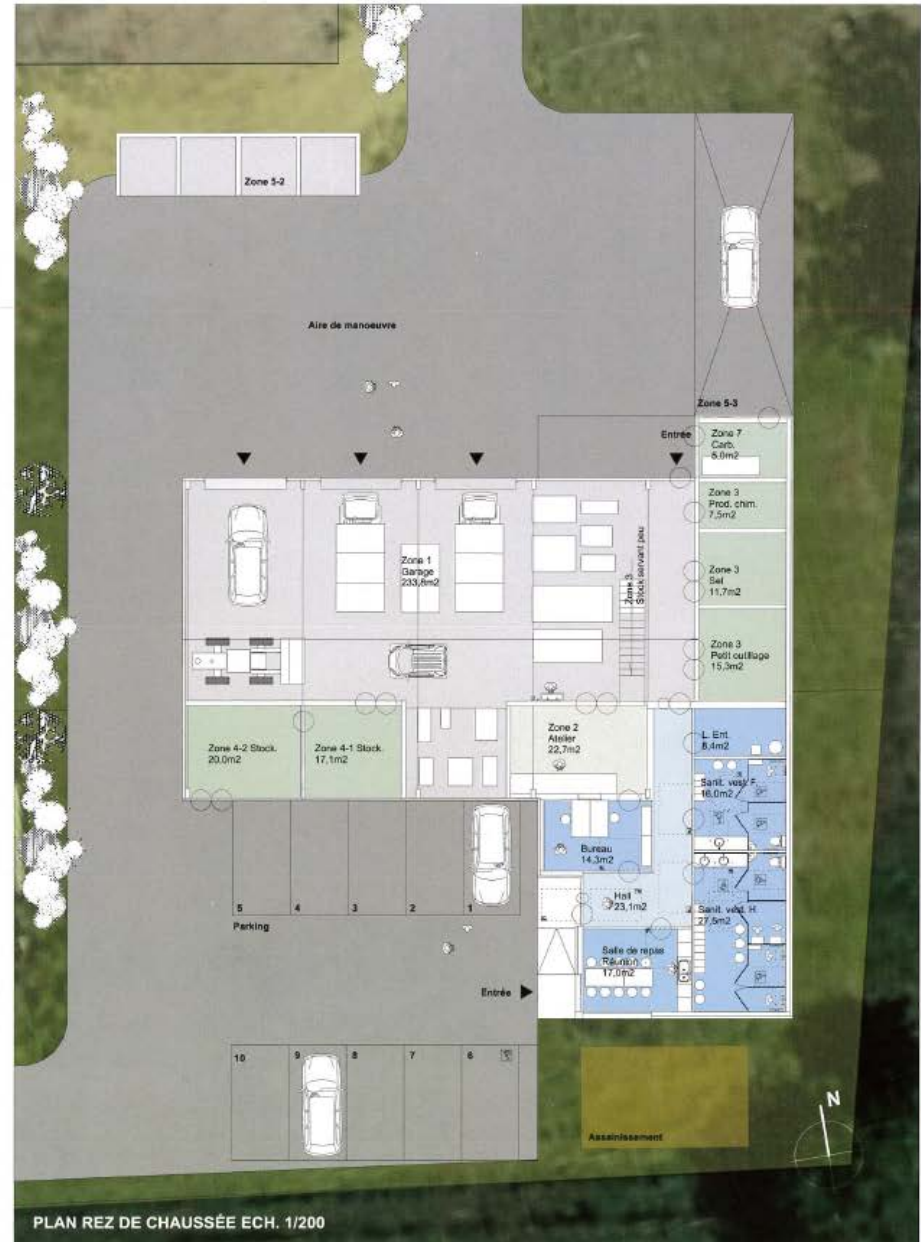 Zone 5-2
Aire de manoeuvre
Zone 5-3
Entrée
Zone 7
Carb.
5,0m2
Zone 3
Prod. chim.
7,5m2
Zone 3
Sel
11,7m2
Zone 3
Petit outillage
15,3m2
Zone 1
Garage
233,8m2
Zone 3
Stock servant peu
Zone 4-2 Stock.
20,0m2
Zone 4-1 Stock.
17,1m2
Zone 2
Atelier
22,7m2
L. Ent.
8,4m2
Sanit. vest. F.
16,0m2
Bureau
14,3m2
Hall
23,1m2
Sanit. vest. H.
27,5m2
Salle de repas
Réunion
17,0m2
5
4
3
2
1
Parking
Entrée
10
9
8
7
6
Assainissement
N
PLAN REZ DE CHAUSSÉE ECH. 1/200